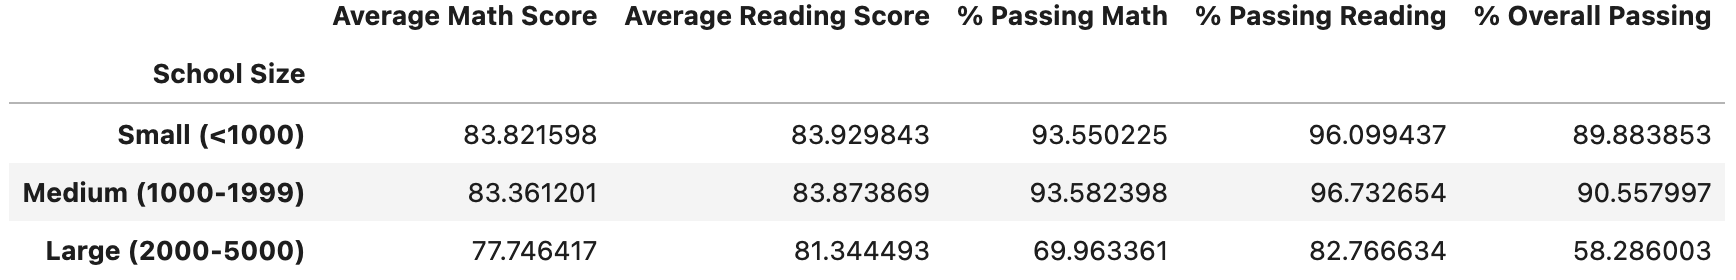 Average Math Score Average Reading Score % Passing Math % Passing Reading % Overall Passing
School Size
Small (<1000) 83.821598 83.929843 93.550225 96.099437 89.883853
Medium (1000-1999) 83.361201 83.873869 93.582398 96.732654 90.557997
Large (2000-5000) 77.746417 81.344493 69.963361 82.766634 58.286003